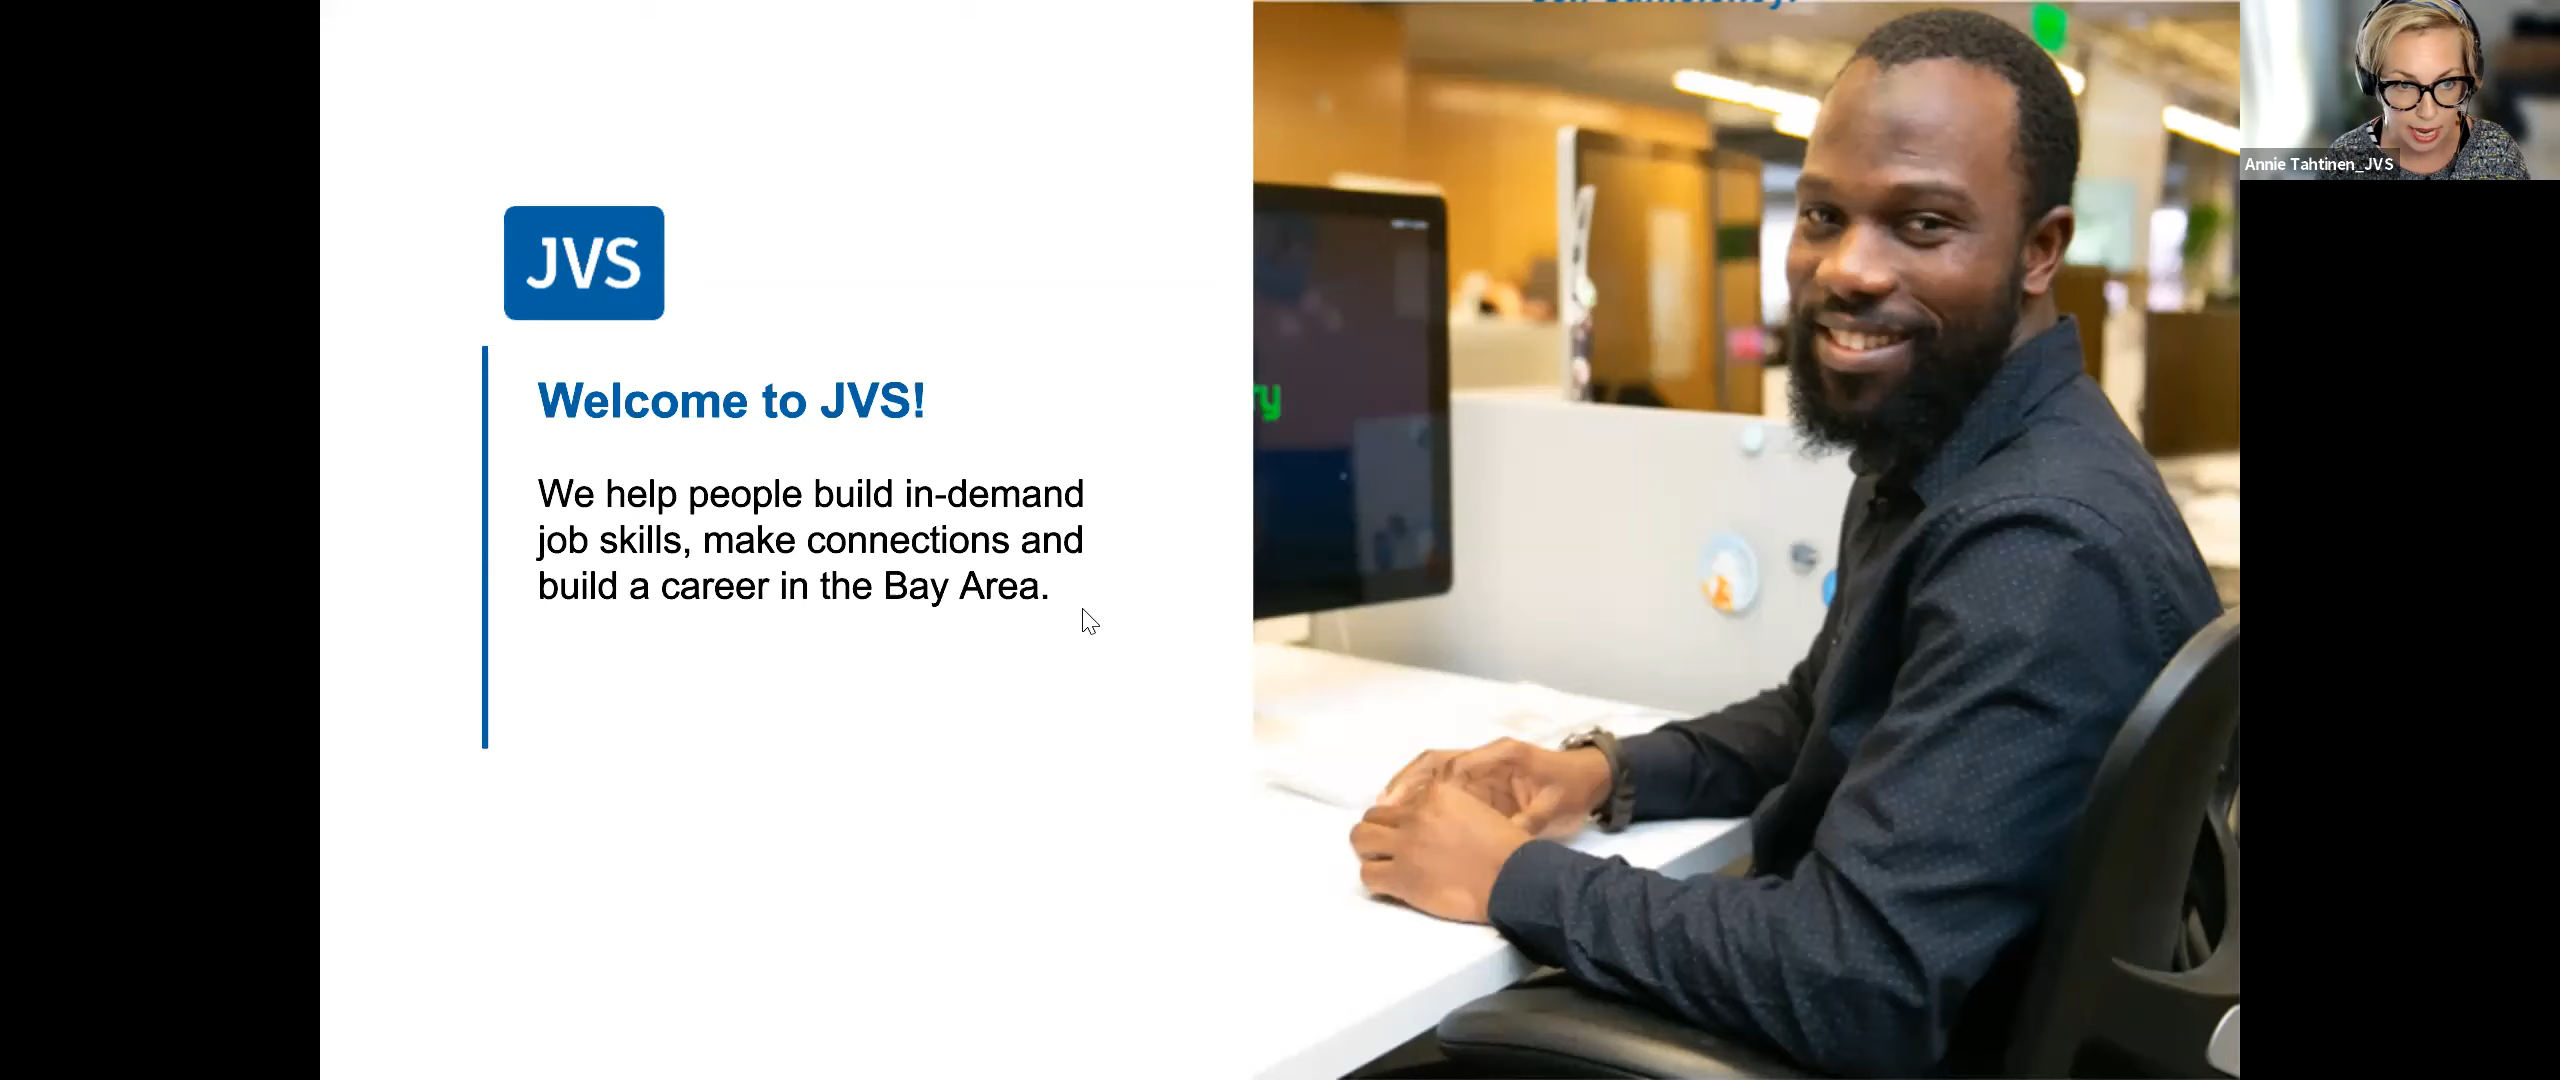 JVS
Welcome to JVS!
We help people build in-demand
job skills, make connections and
build a career in the Bay Area.
ry
Annie Tahtinen_JVS